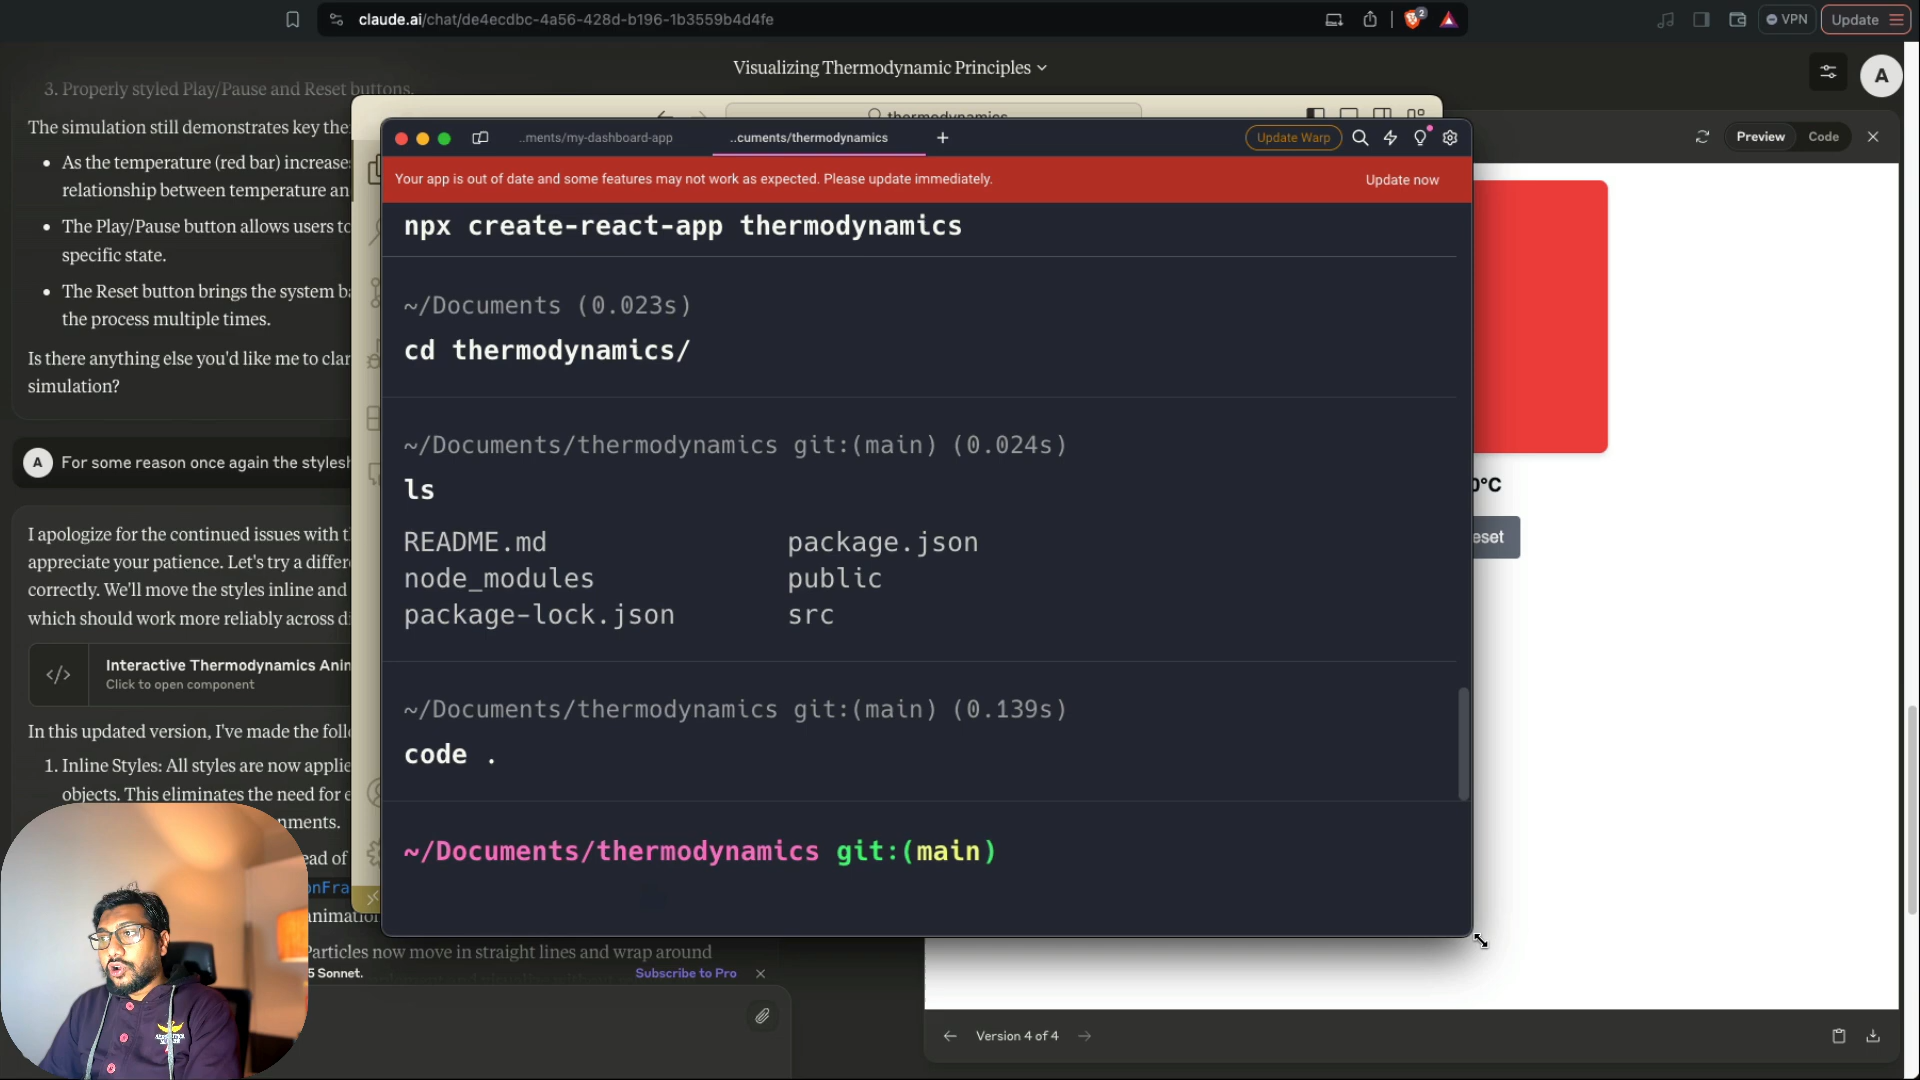 claude.ai/chat/de4ecdbc-4a56-428d-b196-1b3559b4d4fe
2
VPN
Update
Visualizing Thermodynamic Principles
A
3. Properly styled Play/Pause and Reset buttons.
The simulation still demonstrates key the
• As the temperature (red bar) increase
relationship between temperature an
• The Play/Pause button allows users to
specific state.
• The Reset button brings the system b
the process multiple times.
Is there anything else you'd like me to clar
simulation?
A
For some reason once again the stylesh
I apologize for the continued issues with t
appreciate your patience. Let's try a differ
correctly. We'll move the styles inline and
which should work more reliably across di
</>
Interactive Thermodynamics Anin
Click to open component
In this updated version, I've made the foll
1. Inline Styles: All styles are now applie
objects. This eliminates the need for e
nments.
ead of
onFra
animation
Particles now move in straight lines and wrap around
5 Sonnet.
Subscribe to Pro
thermodynamics
..ments/my-dashboard-app
..cuments/thermodynamics
Update Warp
Your app is out of date and some features may not work as expected. Please update immediately.
Update now
npx create-react-app thermodynamics
~/Documents (0.023s)
cd thermodynamics/
~/Documents/thermodynamics git:(main) (0.024s)
ls
README.md package.json
node_modules public
package-lock.json src
~/Documents/thermodynamics git:(main) (0.139s)
code .
~/Documents/thermodynamics git:(main)
Preview
Code
0°C
eset
Version 4 of 4